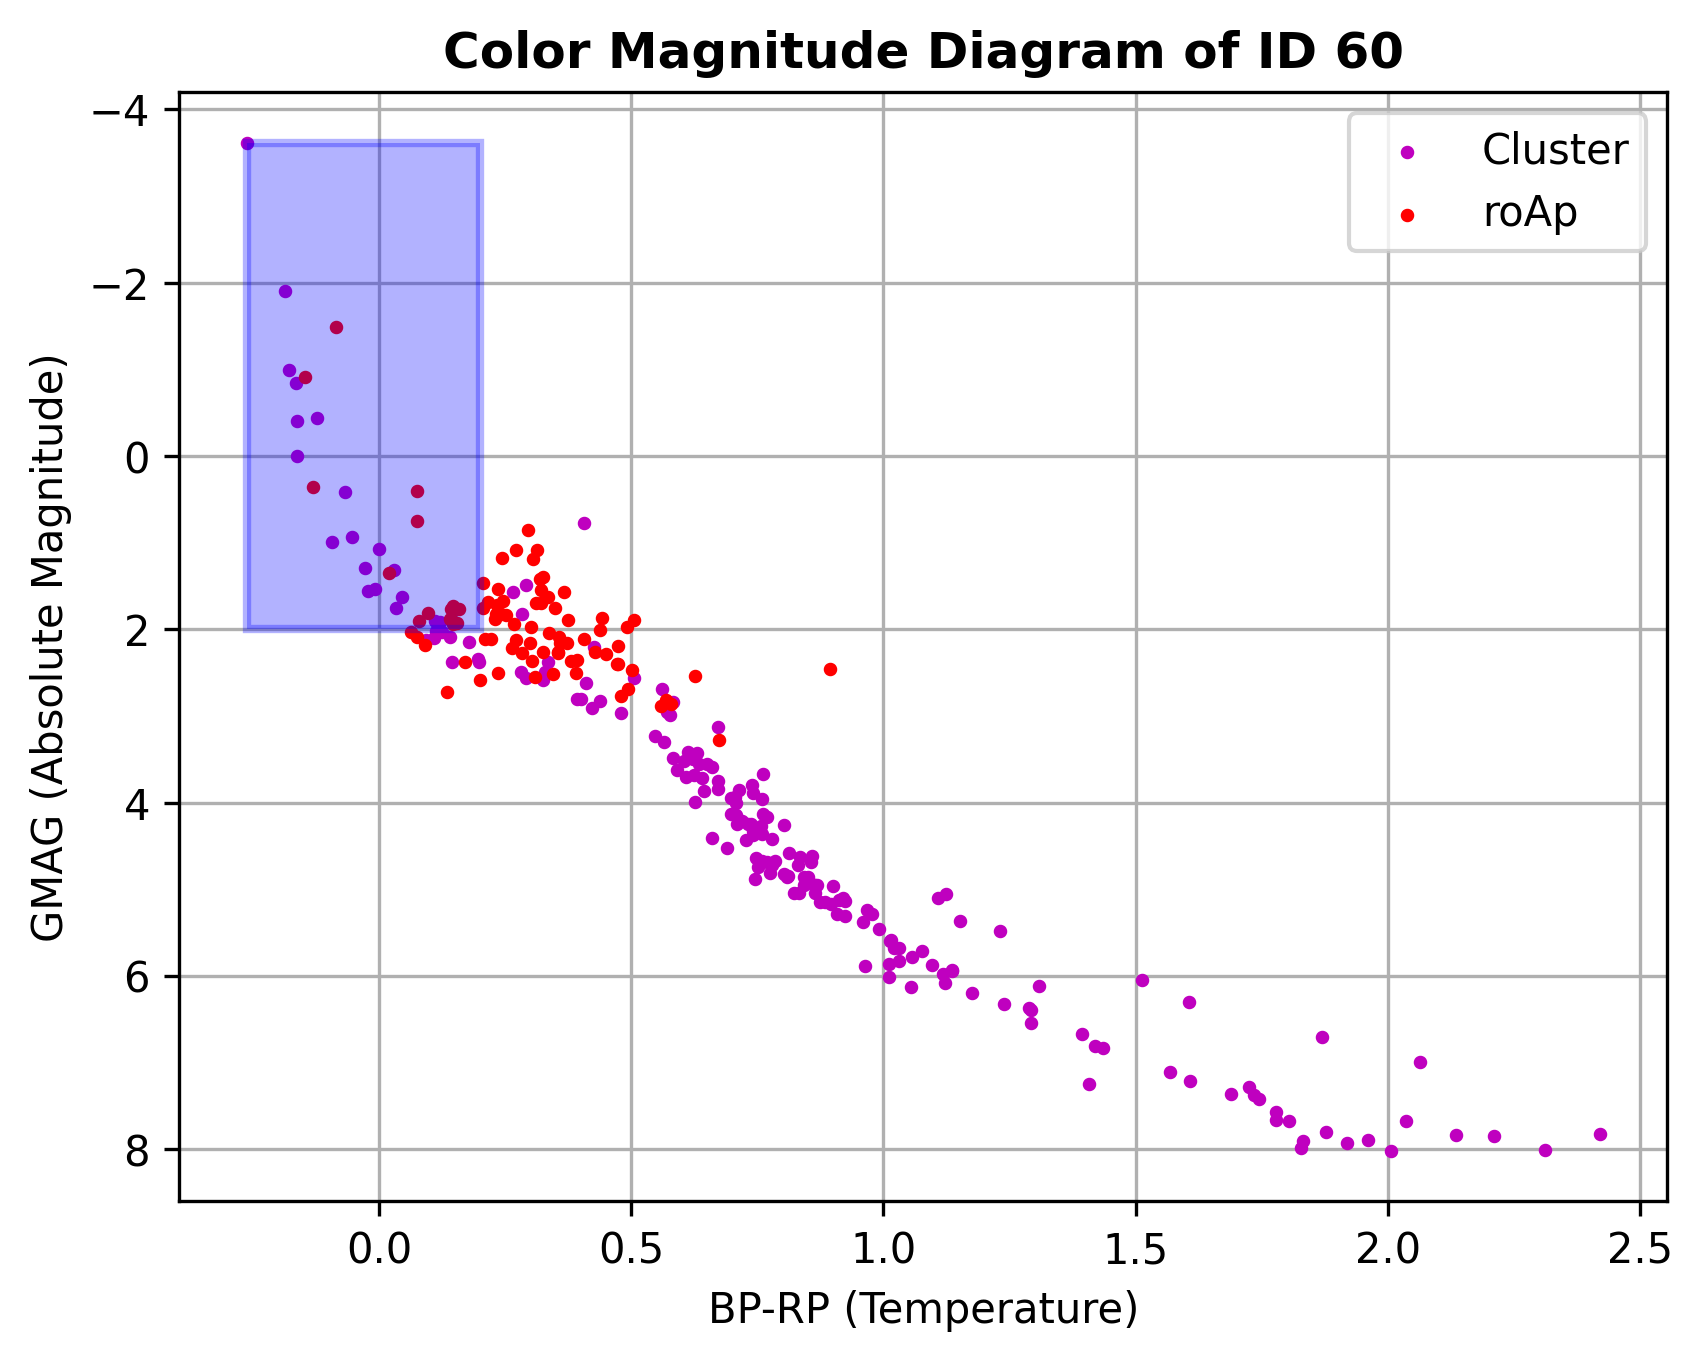 Color Magnitude Diagram of ID 60
Cluster
roAp
GMAG (Absolute Magnitude)
−4
−2
0
2
4
6
8
0.0 0.5 1.0 1.5 2.0 2.5
BP-RP (Temperature)